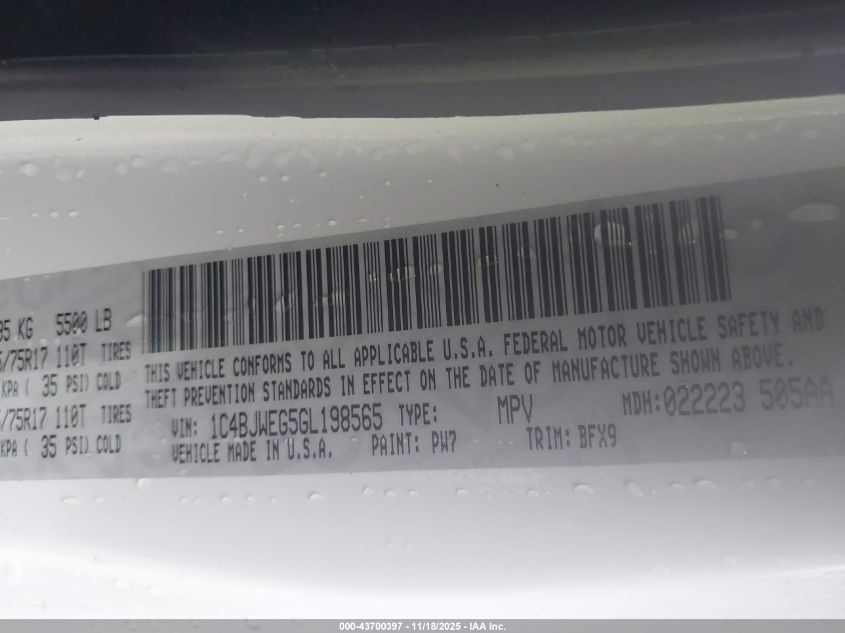 95 KG 5500 LB
/75R17 110T TIRES
KPA ( 35 PSI) COLD
/75R17 110T TIRES
KPA ( 35 PSI) COLD
THIS VEHICLE CONFORMS TO ALL APPLICABLE U.S.A. FEDERAL MOTOR VEHICLE SAFETY AND
THEFT PREVENTION STANDARDS IN EFFECT ON THE DATE OF MANUFACTURE SHOWN ABOVE.
VIN: 1C4BJWEG5GL198565 TYPE: MPV MDH: 022223 505AA
VEHICLE MADE IN U.S.A. PAINT: PW7 TRIM: BFX9
000-43700397 - 11/18/2025 - IAA Inc.